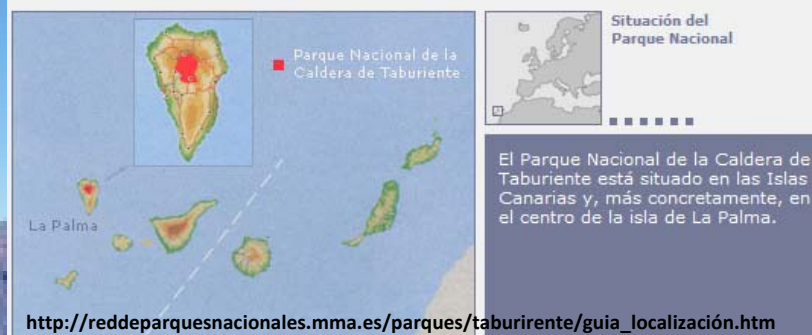 Parque Nacional de la
Caldera de Taburiente
La Palma
Situación del
Parque Nacional
El Parque Nacional de la Caldera de
Taburiente está situado en las Islas
Canarias y, más concretamente, en
el centro de la isla de La Palma.
http://reddeparquesnacionales.mma.es/parques/taburirente/guia_localización.htm